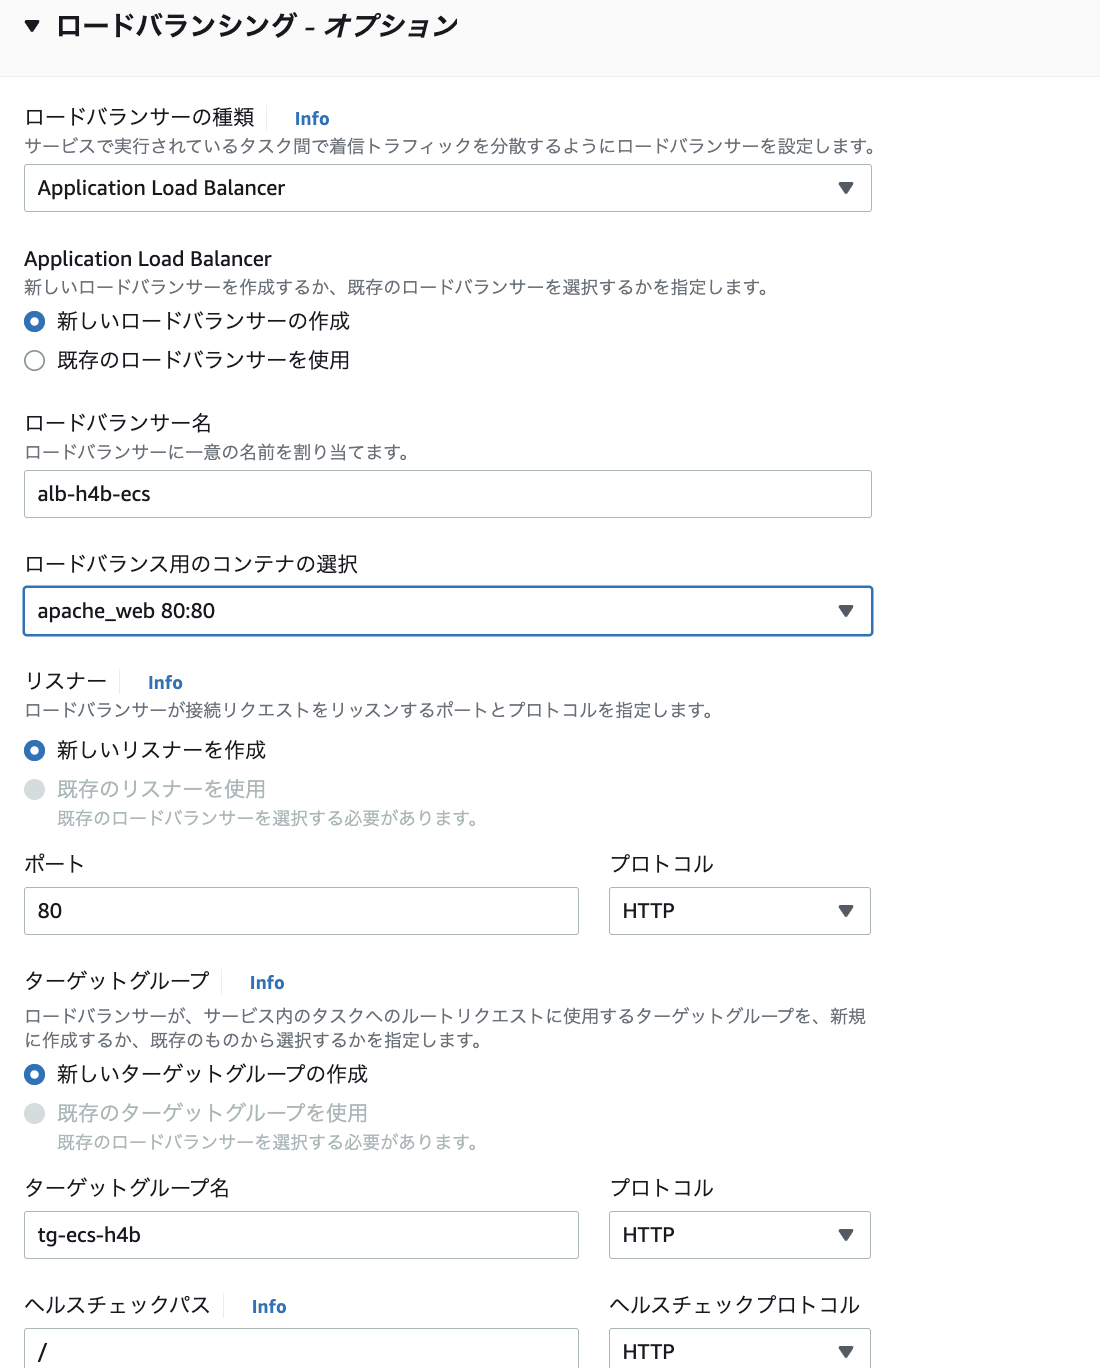 ロードバランシング - オプション
ロードバランサーの種類 Info
サービスで実行されているタスク間で着信トラフィックを分散するようにロードバランサーを設定します。
Application Load Balancer
Application Load Balancer
新しいロードバランサーを作成するか、既存のロードバランサーを選択するかを指定します。
新しいロードバランサーの作成
既存のロードバランサーを使用
ロードバランサー名
ロードバランサーに一意の名前を割り当てます。
alb-h4b-ecs
ロードバランス用のコンテナの選択
apache_web 80:80
リスナー Info
ロードバランサーが接続リクエストをリッスンするポートとプロトコルを指定します。
新しいリスナーを作成
既存のリスナーを使用
既存のロードバランサーを選択する必要があります。
ポート プロトコル
80 HTTP
ターゲットグループ Info
ロードバランサーが、サービス内のタスクへのルートリクエストに使用するターゲットグループを、新規
に作成するか、既存のものから選択するかを指定します。
新しいターゲットグループの作成
既存のターゲットグループを使用
既存のロードバランサーを選択する必要があります。
ターゲットグループ名 プロトコル
tg-ecs-h4b HTTP
ヘルスチェックパス Info ヘルスチェックプロトコル
/ HTTP